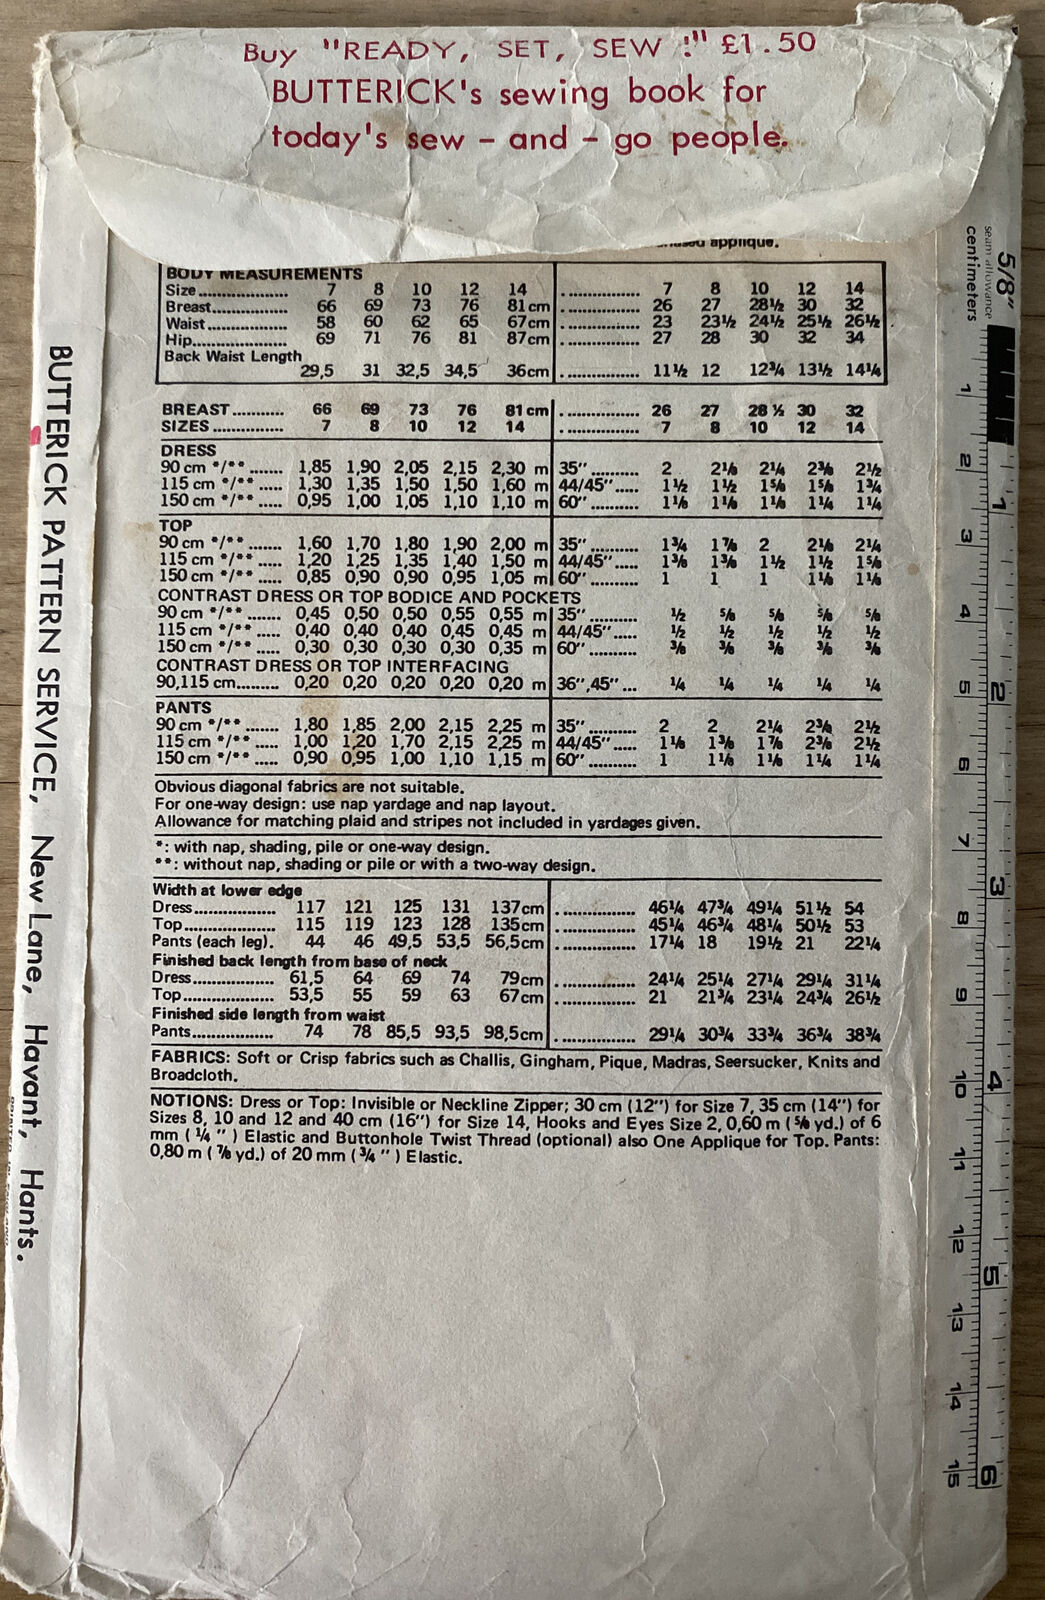 Buy "READY, SET, SEW !" £1.50
BUTTERICK's sewing book for
today's sew – and – go people.
applique.
BODY MEASUREMENTS
Size.................... 7 8 10 12 14 ................ 7 8 10 12 14
Breast................. 66 69 73 76 81cm ................ 26 27 28½ 30 32
Waist................... 58 60 62 65 67cm ................ 23 23½ 24½ 25½ 26½
Hip..................... 69 71 76 81 87cm ................ 27 28 30 32 34
Back Waist Length
29,5 31 32,5 34,5 36cm ................ 11½ 12 12¾ 13½ 14¼
BREAST........... 66 69 73 76 81cm ................ 26 27 28½ 30 32
SIZES............... 7 8 10 12 14 ................ 7 8 10 12 14
DRESS
90 cm */** ....... 1,85 1,90 2,05 2,15 2,30 m 35".......... 2 2⅛ 2¼ 2⅜ 2½
115 cm */** ..... 1,30 1,35 1,50 1,50 1,60 m 44/45"..... 1½ 1½ 1⅝ 1⅝ 1¾
150 cm */** ..... 0,95 1,00 1,05 1,10 1,10 m 60".......... 1⅛ 1⅛ 1⅛ 1¼ 1¼
TOP
90 cm */** ....... 1,60 1,70 1,80 1,90 2,00 m 35".......... 1¾ 1⅞ 2 2⅛ 2¼
115 cm */** ..... 1,20 1,25 1,35 1,40 1,50 m 44/45"..... 1⅜ 1⅜ 1½ 1½ 1⅝
150 cm */** ..... 0,85 0,90 0,90 0,95 1,05 m 60".......... 1 1 1 1⅛ 1⅛
CONTRAST DRESS OR TOP BODICE AND POCKETS
90 cm */** ....... 0,45 0,50 0,50 0,55 0,55 m 35".......... ½ ⅝ ⅝ ⅝ ⅝
115 cm */** ..... 0,40 0,40 0,40 0,45 0,45 m 44/45"..... ½ ½ ½ ½ ½
150 cm */** ..... 0,30 0,30 0,30 0,30 0,35 m 60".......... ⅜ ⅜ ⅜ ⅜ ⅜
CONTRAST DRESS OR TOP INTERFACING
90,115 cm......... 0,20 0,20 0,20 0,20 0,20 m 36",45"... ¼ ¼ ¼ ¼ ¼
PANTS
90 cm */** ....... 1,80 1,85 2,00 2,15 2,25 m 35".......... 2 2 2¼ 2⅜ 2½
115 cm */** ..... 1,00 1,20 1,70 2,15 2,25 m 44/45"..... 1⅛ 1⅜ 1⅞ 2⅜ 2½
150 cm */** ..... 0,90 0,95 1,00 1,10 1,15 m 60".......... 1 1⅛ 1⅛ 1¼ 1¼
Obvious diagonal fabrics are not suitable.
For one-way design: use nap yardage and nap layout.
Allowance for matching plaid and stripes not included in yardages given.
*: with nap, shading, pile or one-way design.
**: without nap, shading or pile or with a two-way design.
Width at lower edge
Dress.................. 117 121 125 131 137cm ................ 46¼ 47¾ 49¼ 51½ 54
Top.................... 115 119 123 128 135cm ................ 45¼ 46¾ 48¼ 50½ 53
Pants (each leg). 44 46 49,5 53,5 56,5cm ................ 17¼ 18 19½ 21 22¼
Finished back length from base of neck
Dress.................. 61,5 64 69 74 79cm ................ 24¼ 25¼ 27¼ 29¼ 31¼
Top.................... 53,5 55 59 63 67cm ................ 21 21¾ 23¼ 24¾ 26½
Finished side length from waist
Pants.................. 74 78 85,5 93,5 98,5cm ................ 29¼ 30¾ 33¾ 36¾ 38¾
FABRICS: Soft or Crisp fabrics such as Challis, Gingham, Pique, Madras, Seersucker, Knits and
Broadcloth.
NOTIONS: Dress or Top: Invisible or Neckline Zipper; 30 cm (12") for Size 7, 35 cm (14") for
Sizes 8, 10 and 12 and 40 cm (16") for Size 14, Hooks and Eyes Size 2, 0,60 m (⅝ yd.) of 6
mm (¼ ") Elastic and Buttonhole Twist Thread (optional) also One Applique for Top. Pants:
0,80 m (⅞ yd.) of 20 mm (¾ ") Elastic.
BUTTERICK PATTERN SERVICE, New Lane, Havant, Hants.
5/8"
seam allowance
centimeters
1 2 3 4 5 6 7 8 9 10 11 12 13 14 15
1 2 3 4 5 6